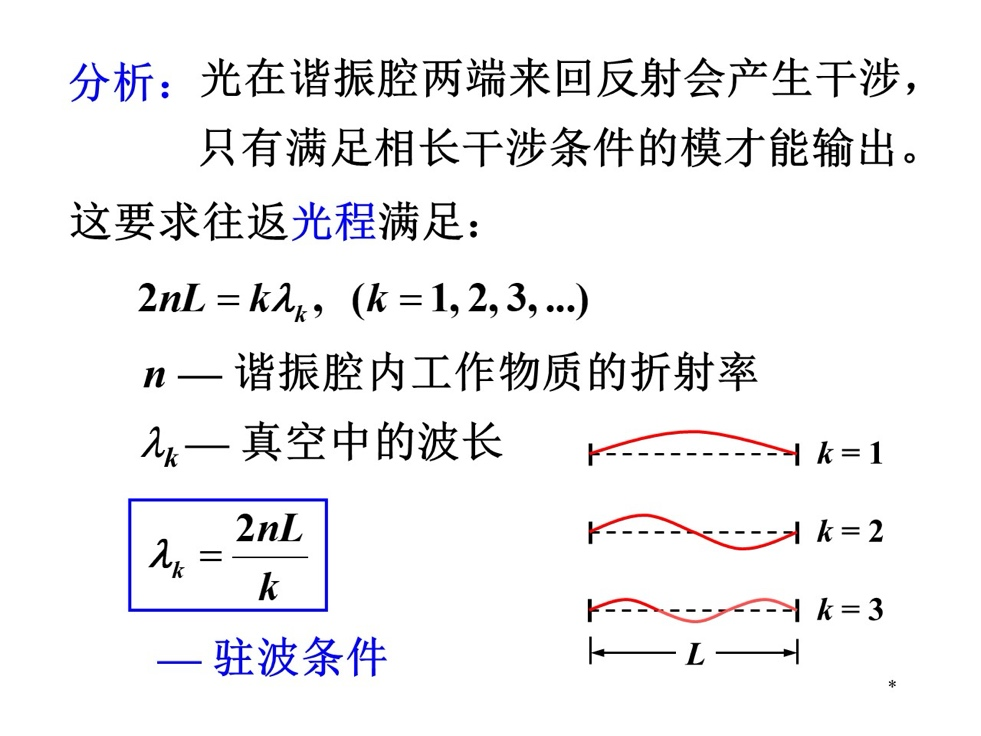 分析：光在谐振腔两端来回反射会产生干涉，
只有满足相长干涉条件的模才能输出。
这要求往返光程满足：
2nL = kλₖ, (k = 1, 2, 3, ...)
n — 谐振腔内工作物质的折射率
λₖ — 真空中的波长
k = 1
λₖ = 2nL / k
k = 2
k = 3
— 驻波条件
L
*